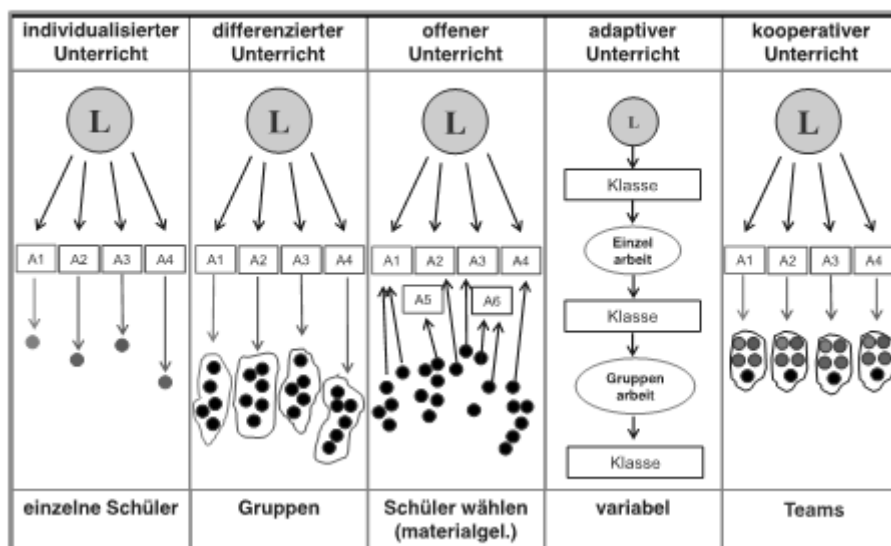 individualisierter
Unterricht
differenzierter
Unterricht
offener
Unterricht
adaptiver
Unterricht
kooperativer
Unterricht
L
L
L
L
L
A1
A2
A3
A4
A1
A2
A3
A4
A1
A2
A3
A4
A5
A6
Klasse
Einzel
arbeit
Klasse
Gruppen
arbeit
Klasse
A1
A2
A3
A4
einzelne Schüler
Gruppen
Schüler wählen
(materialgel.)
variabel
Teams